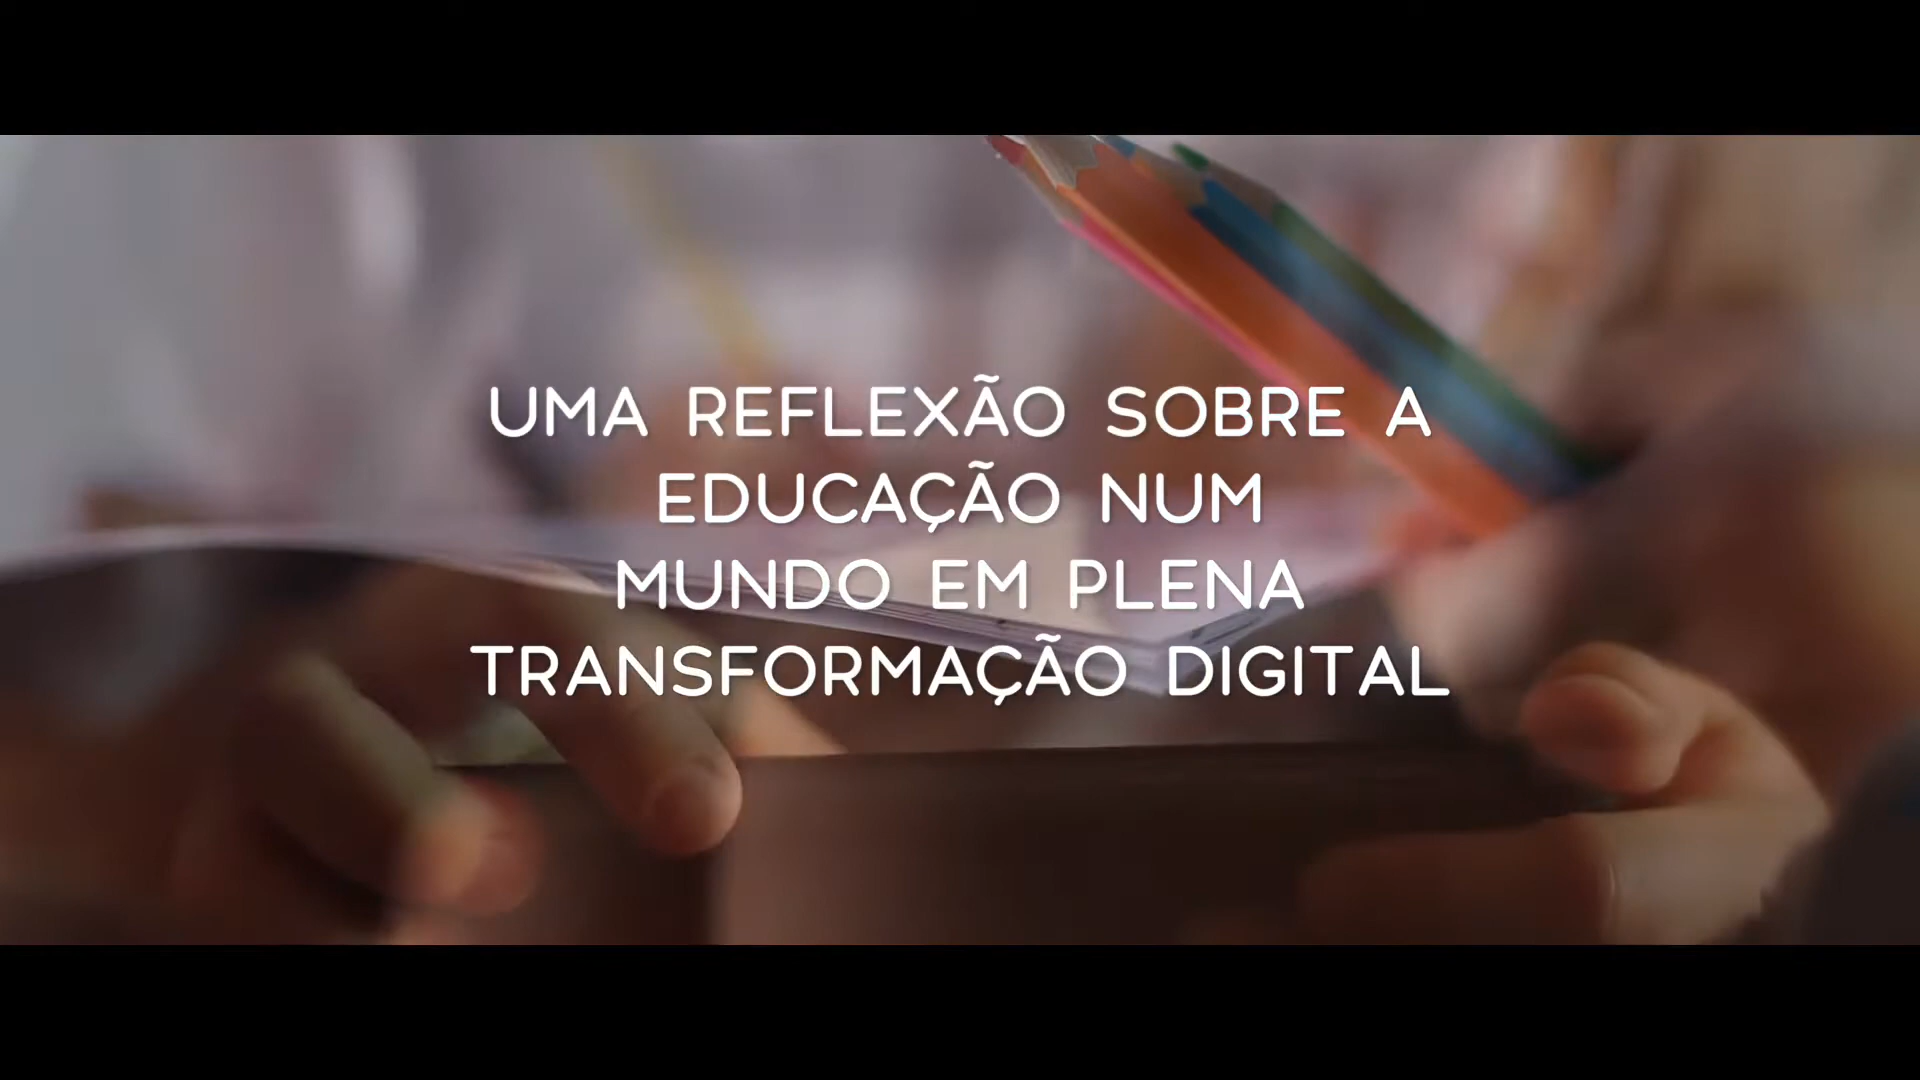 UMA REFLEXÃO SOBRE A
EDUCAÇÃO NUM
MUNDO EM PLENA
TRANSFORMAÇÃO DIGITAL